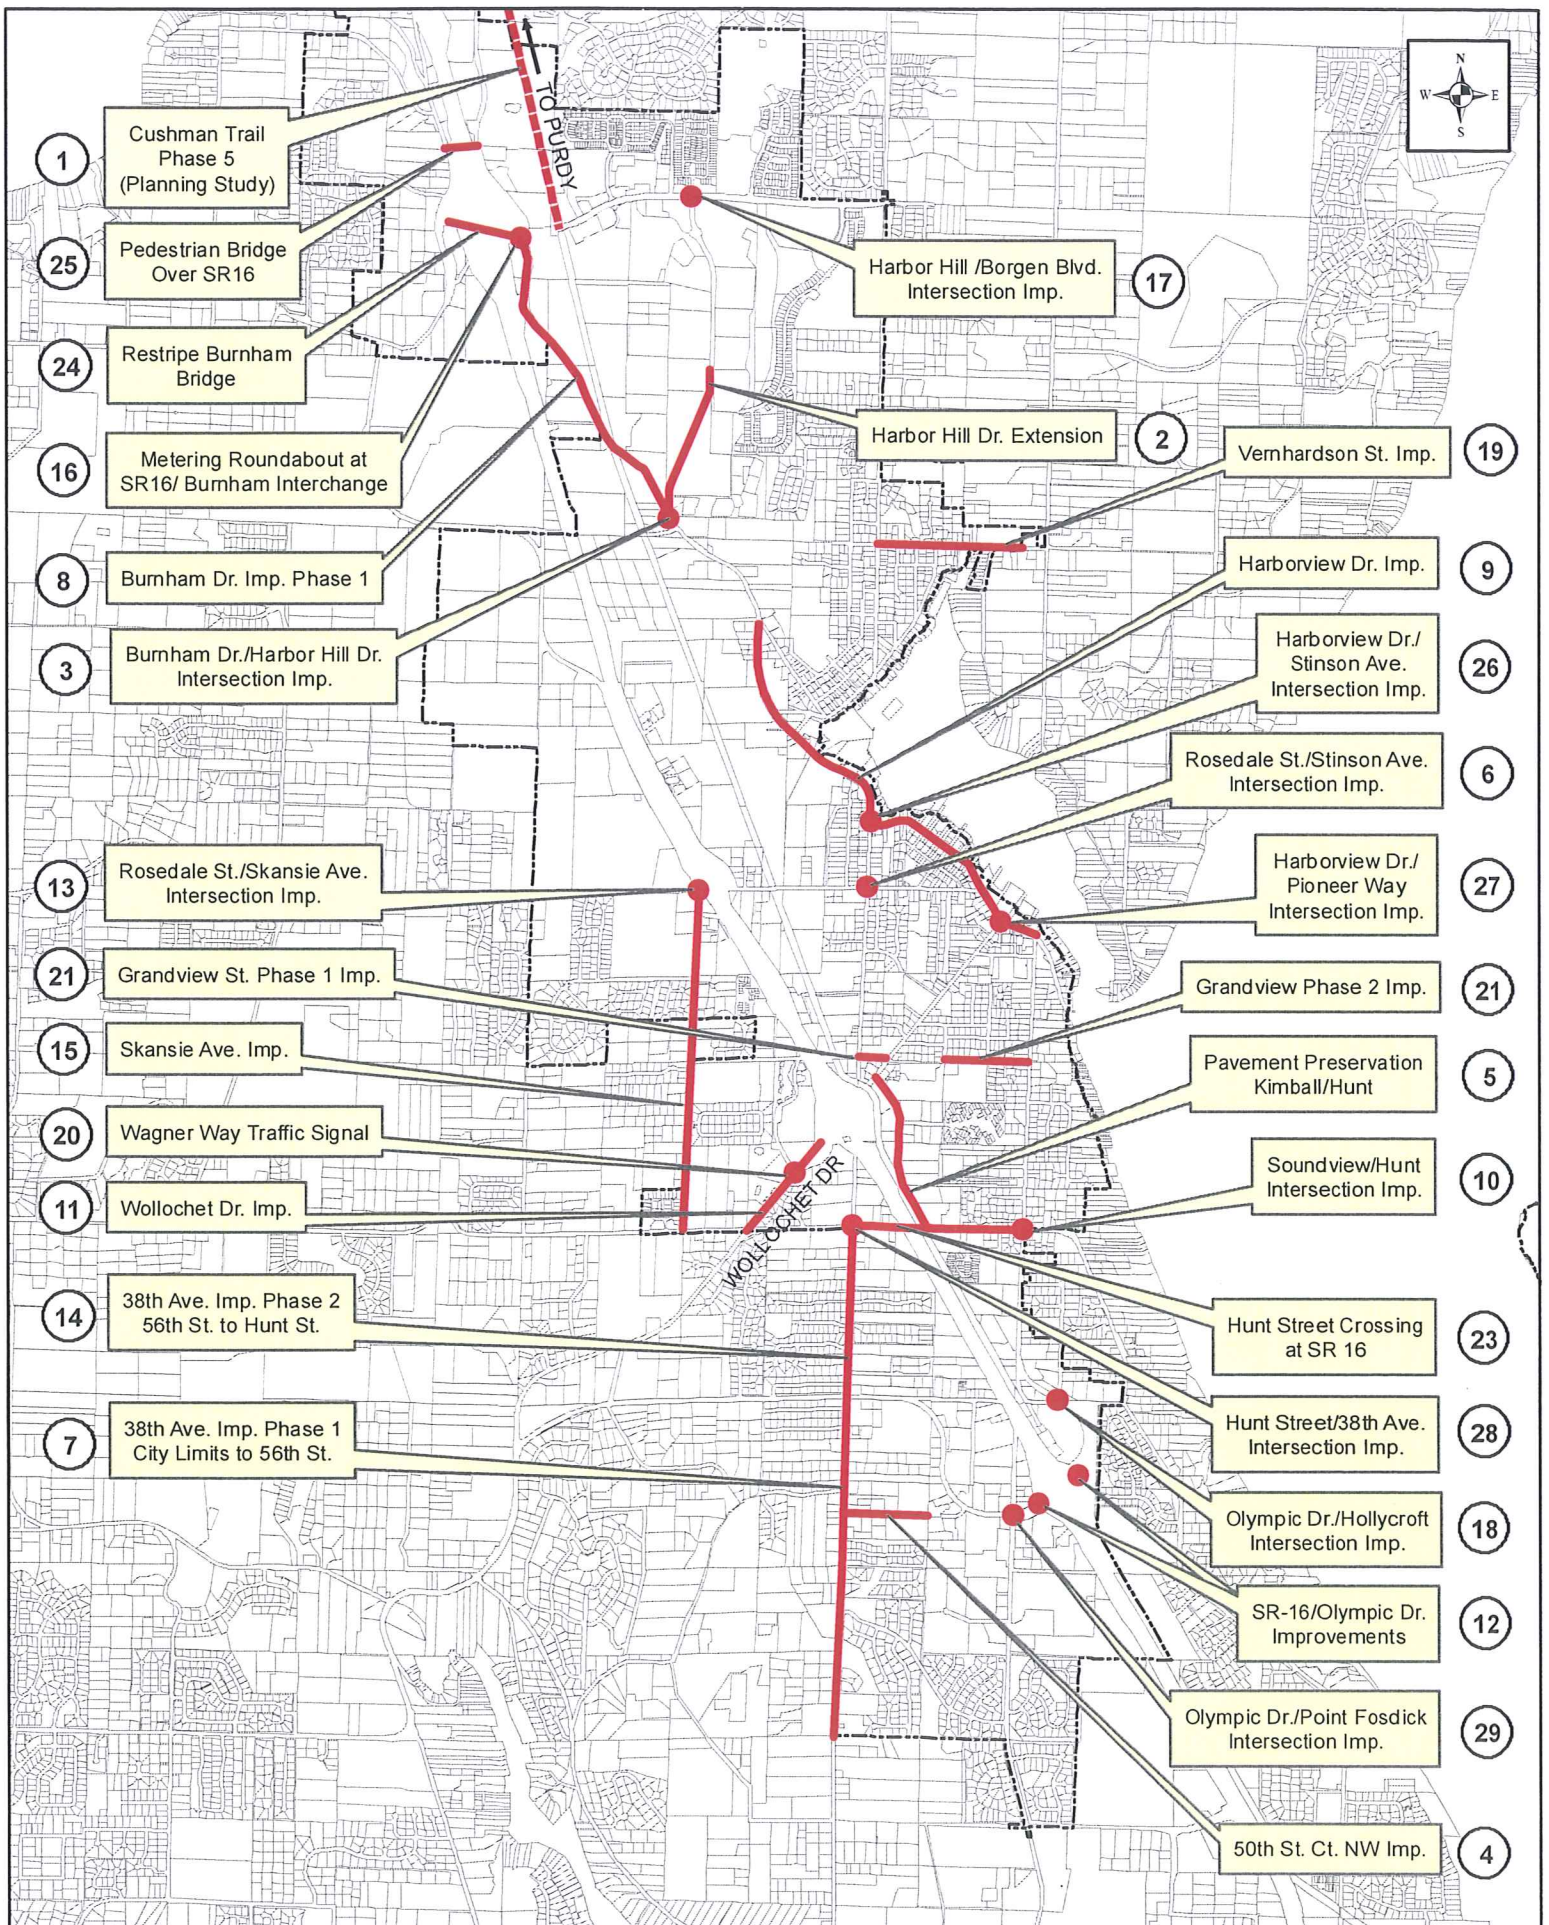 N
W E
S
TO PURDY
1
Cushman Trail
Phase 5
(Planning Study)
25
Pedestrian Bridge
Over SR16
24
Restripe Burnham
Bridge
16
Metering Roundabout at
SR16/ Burnham Interchange
8
Burnham Dr. Imp. Phase 1
3
Burnham Dr./Harbor Hill Dr.
Intersection Imp.
13
Rosedale St./Skansie Ave.
Intersection Imp.
21
Grandview St. Phase 1 Imp.
15
Skansie Ave. Imp.
20
Wagner Way Traffic Signal
11
Wollochet Dr. Imp.
14
38th Ave. Imp. Phase 2
56th St. to Hunt St.
7
38th Ave. Imp. Phase 1
City Limits to 56th St.
WOLLOCHET DR
Harbor Hill /Borgen Blvd.
Intersection Imp.
17
Harbor Hill Dr. Extension
2
Vernhardson St. Imp.
19
Harborview Dr. Imp.
9
Harborview Dr./
Stinson Ave.
Intersection Imp.
26
Rosedale St./Stinson Ave.
Intersection Imp.
6
Harborview Dr./
Pioneer Way
Intersection Imp.
27
Grandview Phase 2 Imp.
21
Pavement Preservation
Kimball/Hunt
5
Soundview/Hunt
Intersection Imp.
10
Hunt Street Crossing
at SR 16
23
Hunt Street/38th Ave.
Intersection Imp.
28
Olympic Dr./Hollycroft
Intersection Imp.
18
SR-16/Olympic Dr.
Improvements
12
Olympic Dr./Point Fosdick
Intersection Imp.
29
50th St. Ct. NW Imp.
4